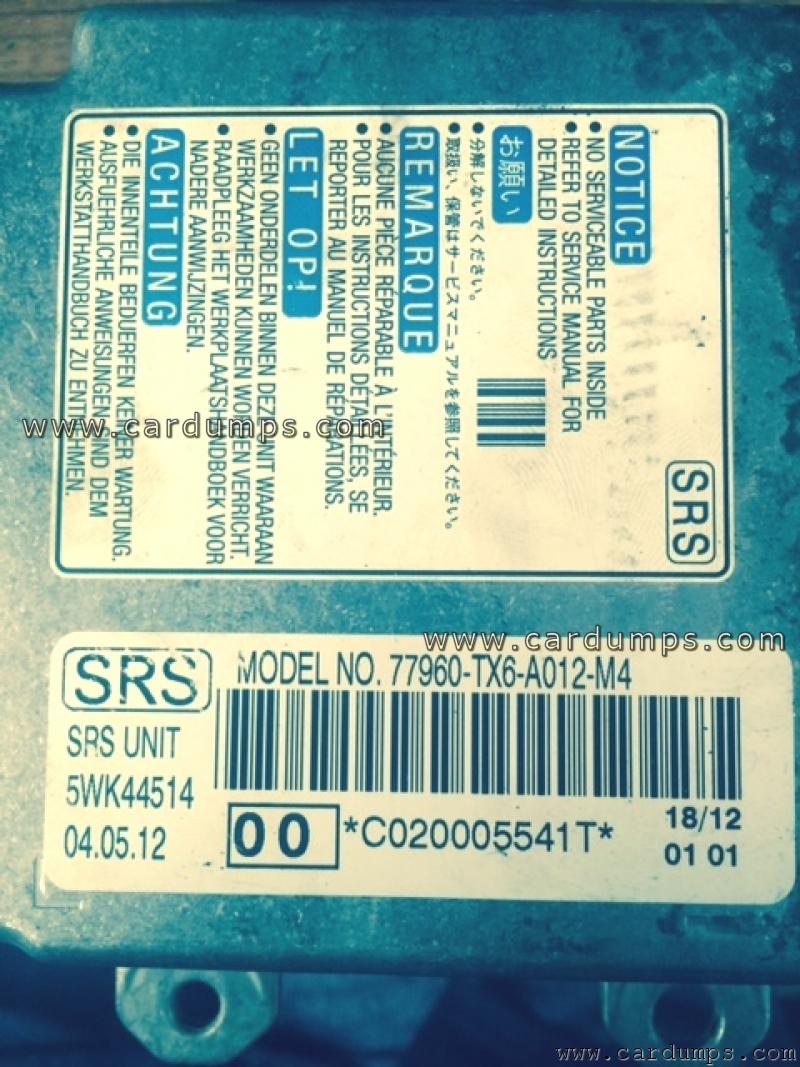 SRS
NOTICE
• NO SERVICEABLE PARTS INSIDE
• REFER TO SERVICE MANUAL FOR
DETAILED INSTRUCTIONS
お願い
• 分解しないでください。
• 取扱い、保管はサービスマニュアルを参照してください。
REMARQUE
• AUCUNE PIÈCE RÉPARABLE À L'INTÉRIEUR.
• POUR LES INSTRUCTIONS DÉTAILLÉES, SE
REPORTER AU MANUEL DE RÉPARATIONS.
LET OP!
• GEEN ONDERDELEN BINNEN DEZE UNIT WAARAAN
WERKZAAMHEDEN KUNNEN WORDEN VERRICHT.
• RAADPLEEG HET WERKPLAATSHANDBOEK VOOR
NADERE AANWIJZINGEN.
ACHTUNG
• DIE INNENTEILE BEDUERFEN KEINER WARTUNG.
• AUSFUEHRLICHE ANWEISUNGEN SIND DEM
WERKSTATTHANDBUCH ZU ENTNEHMEN.
www.cardumps.com
www.cardumps.com
SRS MODEL NO. 77960-TX6-A012-M4
SRS UNIT
5WK44514
04.05.12
00 *C020005541T* 18/12
01 01
www.cardumps.com